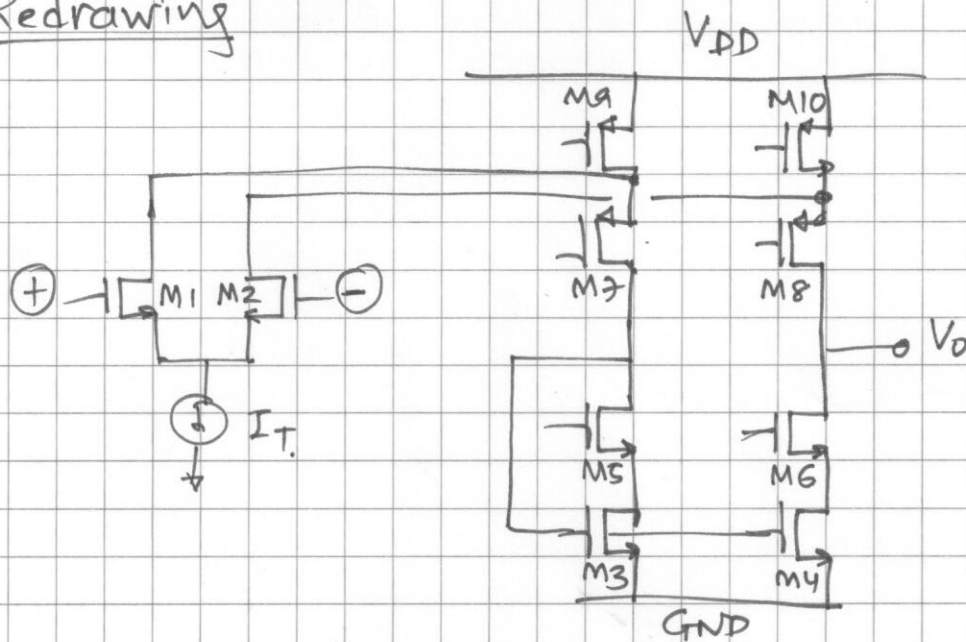 Redrawing
VDD
M9 M10
+ M1 M2 -
M7 M8
Vo
IT.
M5 M6
M3 M4
GND